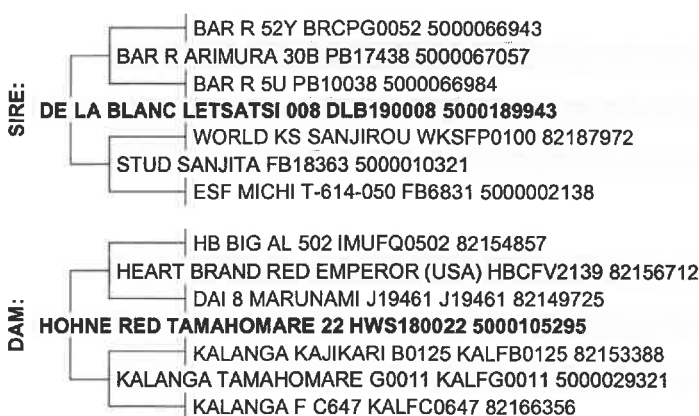 SIRE:
BAR R 52Y BRCPG0052 5000066943
BAR R ARIMURA 30B PB17438 5000067057
BAR R 5U PB10038 5000066984
DE LA BLANC LETSATSI 008 DLB190008 5000189943
WORLD KS SANJIROU WKSFP0100 82187972
STUD SANJITA FB18363 5000010321
ESF MICHI T-614-050 FB6831 5000002138
DAM:
HB BIG AL 502 IMUFQ0502 82154857
HEART BRAND RED EMPEROR (USA) HBCFV2139 82156712
DAI 8 MARUNAMI J19461 J19461 82149725
HOHNE RED TAMAHOMARE 22 HWS180022 5000105295
KALANGA KAJIKARI B0125 KALFB0125 82153388
KALANGA TAMAHOMARE G0011 KALFG0011 5000029321
KALANGA F C647 KALFC0647 82166356